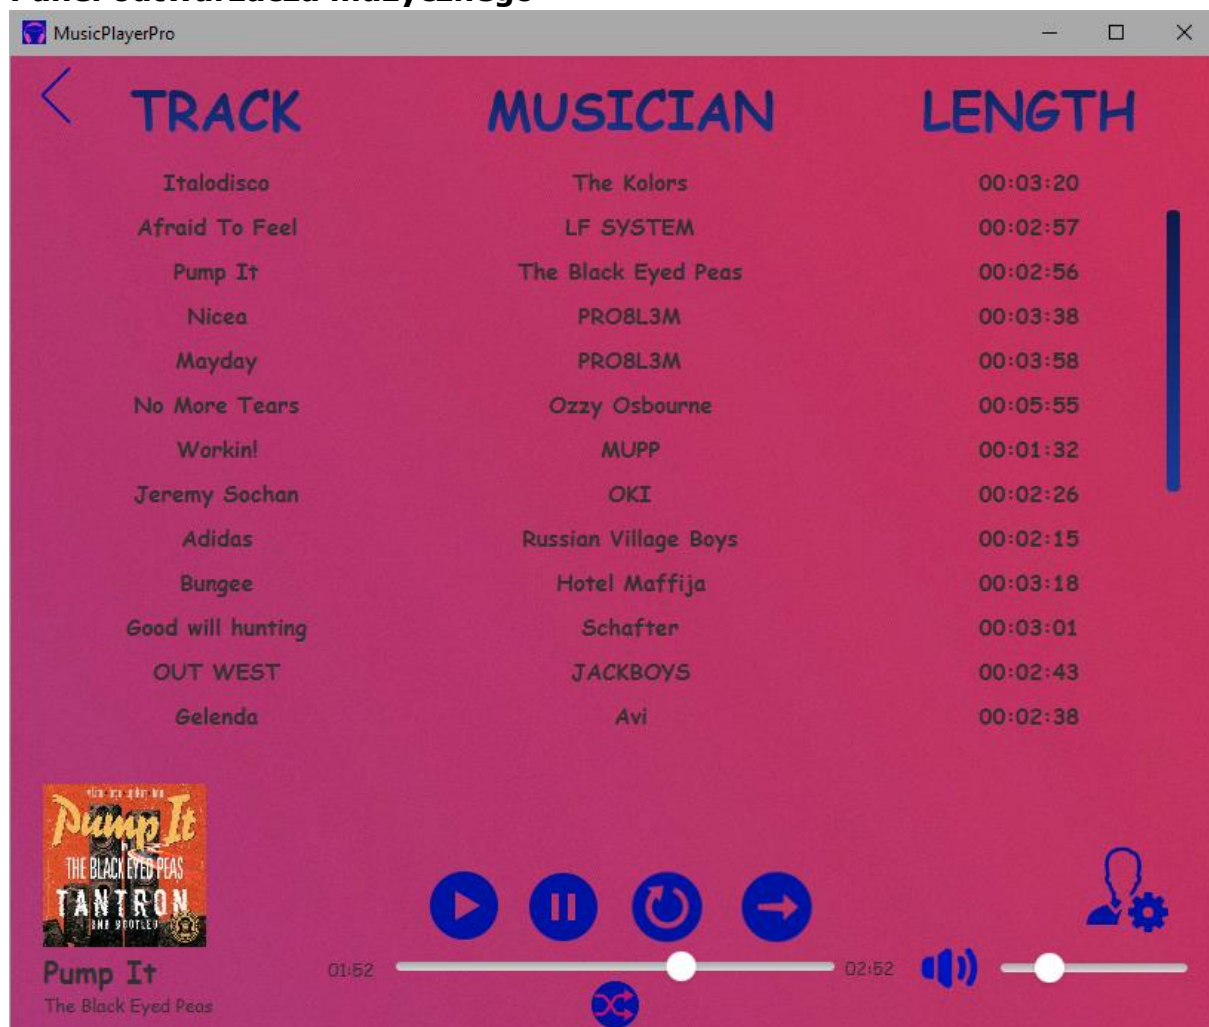 MusicPlayerPro
TRACK MUSICIAN LENGTH
Italodisco The Kolors 00:03:20
Afraid To Feel LF SYSTEM 00:02:57
Pump It The Black Eyed Peas 00:02:56
Nicea PRO8L3M 00:03:38
Mayday PRO8L3M 00:03:58
No More Tears Ozzy Osbourne 00:05:55
Workin! MUPP 00:01:32
Jeremy Sochan OKI 00:02:26
Adidas Russian Village Boys 00:02:15
Bungee Hotel Maffija 00:03:18
Good will hunting Schafter 00:03:01
OUT WEST JACKBOYS 00:02:43
Gelenda Avi 00:02:38
Pump It
THE BLACK EYED PEAS
TANTRON
BOOTLEG
Pump It
The Black Eyed Peas
01:52 02:52